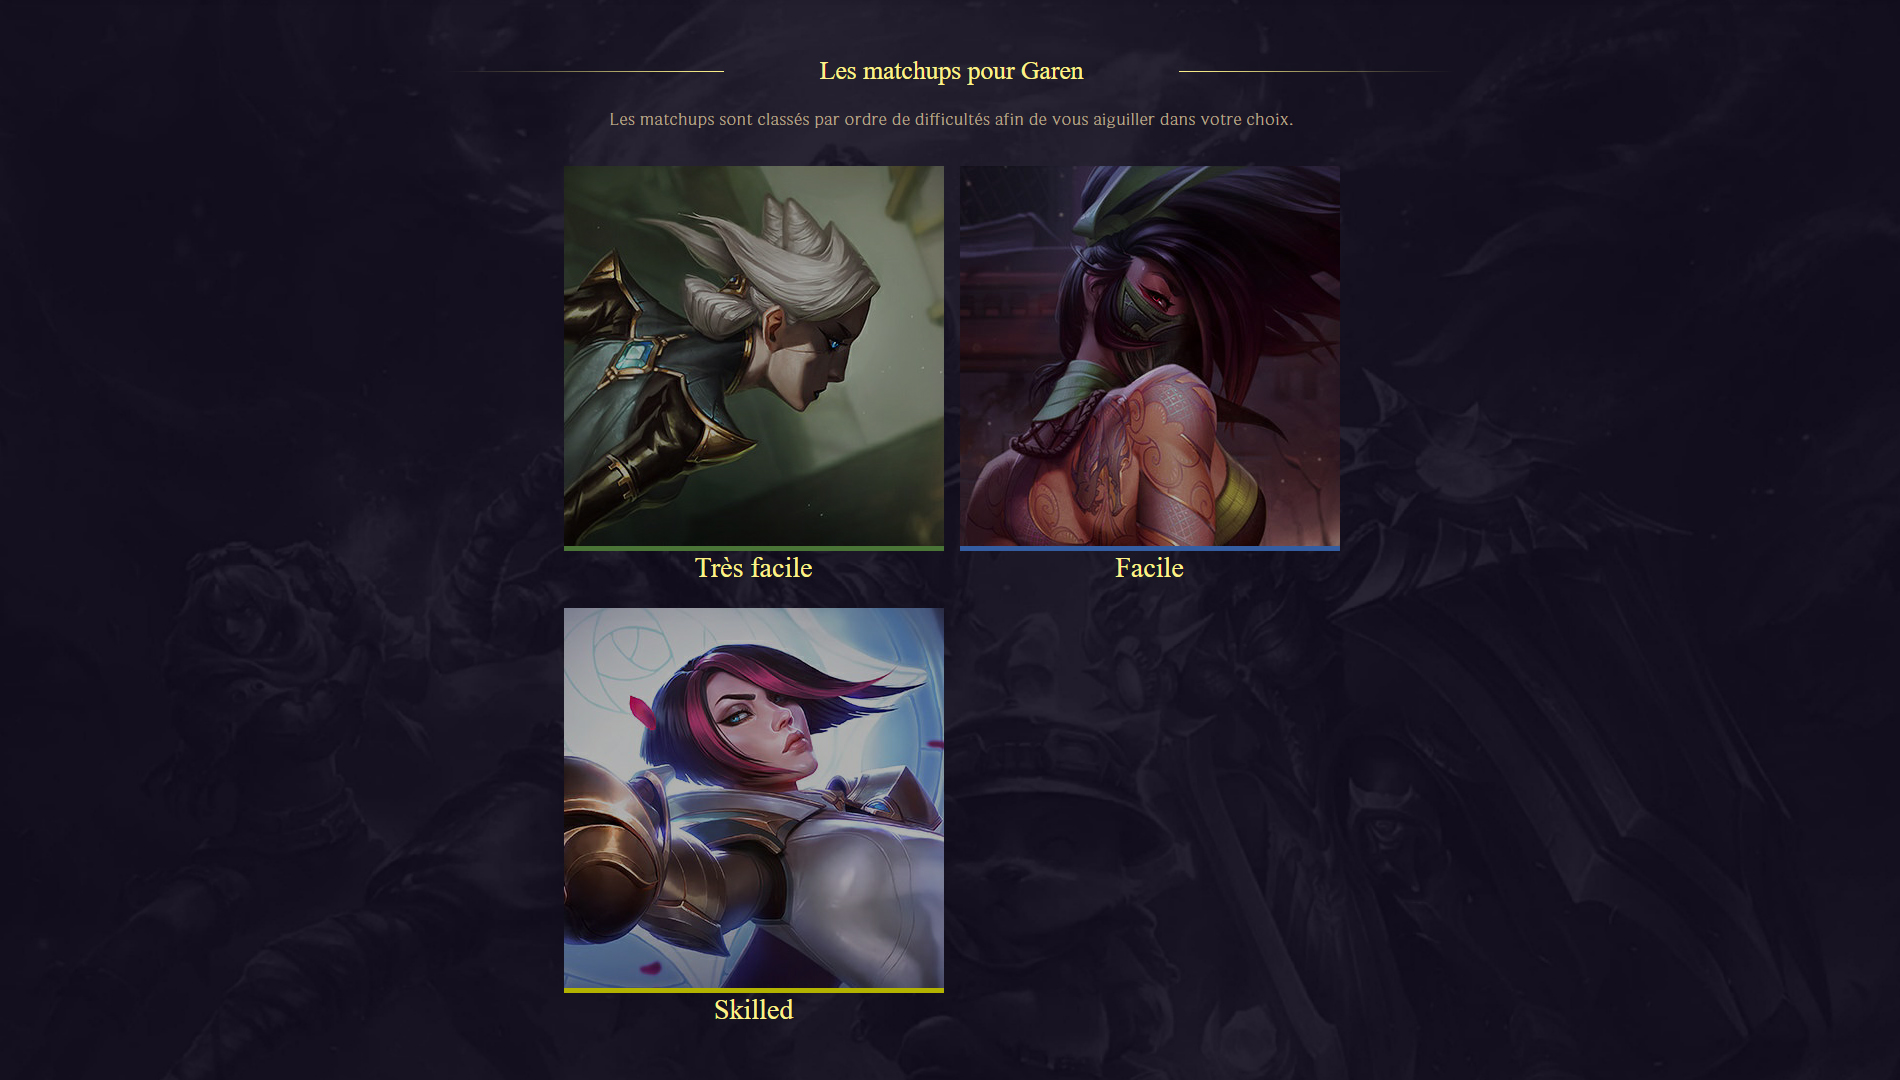 Les matchups pour Garen
Les matchups sont classés par ordre de difficultés afin de vous aiguiller dans votre choix.
Très facile
Facile
Skilled